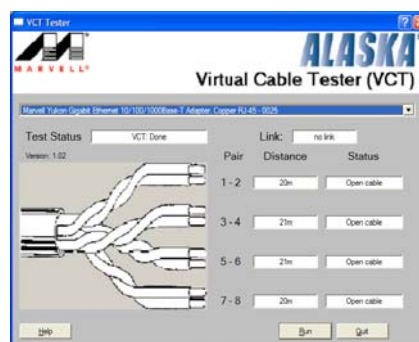 VCT Tester
MARVELL®
ALASKA
Virtual Cable Tester (VCT)
Marvell Yukon Gigabit Ethernet 10/100/1000Base-T Adapter, Copper RJ-45 - 0025
Test Status VCT: Done Link: no link
Version: 1.02
Pair Distance Status
1 - 2 20m Open cable
3 - 4 21m Open cable
5 - 6 21m Open cable
7 - 8 20m Open cable
Help Run Quit